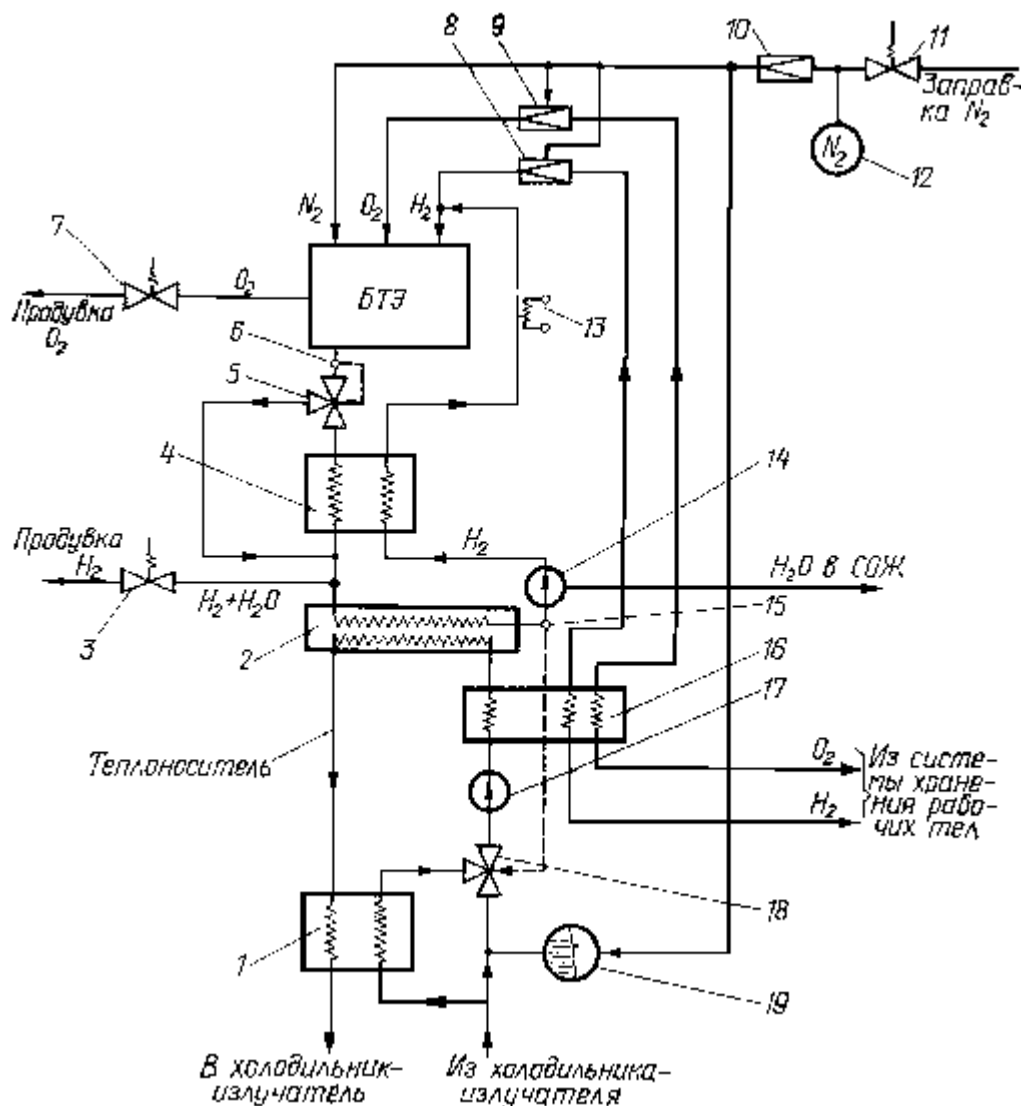 8
9
10
11
Заправ-
ка N₂
N₂
12
N₂
O₂
H₂
7
O₂
БТЭ
Продувка
O₂
13
6
5
4
14
Продувка
H₂
H₂
H₂O в СОЖ
H₂+H₂O
15
3
2
16
17
Теплоноситель
O₂
H₂
Из систе-
мы хране-
ния рабо-
чих тел
18
1
19
В холодильник-
излучатель
Из холодильника-
излучателя